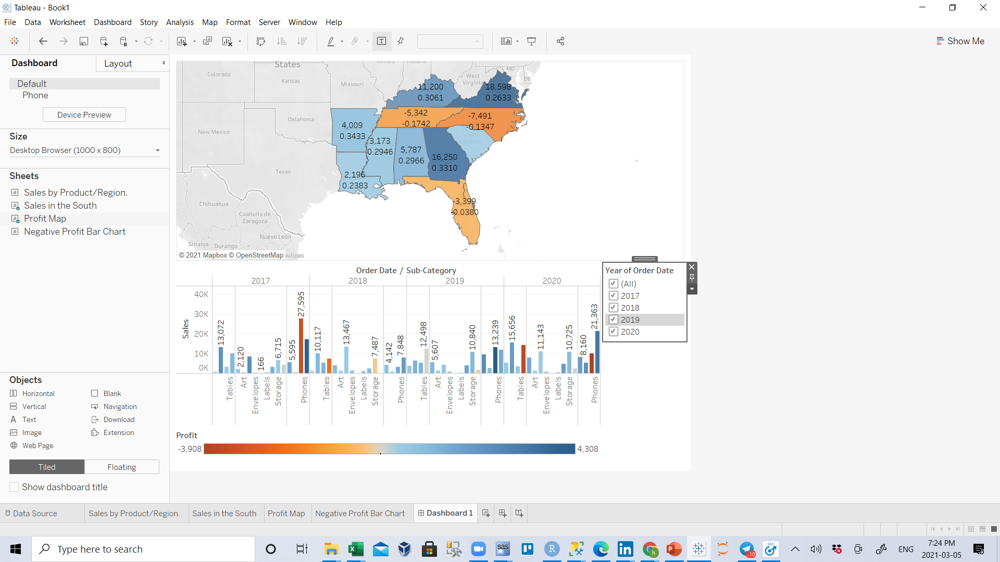 Tableau - Book1
File Data Worksheet Dashboard Story Analysis Map Format Server Window Help
Show Me
Dashboard
Layout
Default
Phone
Device Preview
Size
Desktop Browser (1000 x 800)
Sheets
Sales by Product/Region.
Sales in the South
Profit Map
Negative Profit Bar Chart
Objects
Horizontal
Blank
Vertical
Navigation
Text
Download
Image
Extension
Web Page
Tiled
Floating
Show dashboard title
States
Illinois
Indiana
MD
Colorado
Kansas
Missouri
West
Virginia
DE
11,200
0.3061
18,598
0.2633
-5,342
-0.1742
-7,491
-0.1347
Oklahoma
New Mexico
4,009
0.3433
3,173
0.2946
South
Carolina
5,787
0.2966
16,250
0.3310
Texas
2,196
0.2383
-3,399
-0.0380
Chihuahua
Coahuila de
Zaragoza
Nuevo León
Sinaloa
Durango
© 2021 Mapbox © OpenStreetMap
aulipas
Order Date / Sub-Category
2017 2018 2019 2020
Sales
40K
30K
20K
10K
0K
13,072
2,120
166
6,715
5,595
27,595
10,117
13,467
7,487
4,142
7,848
12,498
5,607
10,840
13,239
15,656
11,143
10,725
8,160
21,363
Tables Art Envelopes Labels Storage Phones
Tables Art Envelopes Labels Storage Phones
Tables Art Envelopes Labels Storage Phones
Tables Art Envelopes Labels Storage Phones
Year of Order Date
(All)
2017
2018
2019
2020
Profit
-3,908
4,308
Data Source
Sales by Product/Region.
Sales in the South
Profit Map
Negative Profit Bar Chart
Dashboard 1
Type here to search
ENG
7:24 PM
2021-03-05